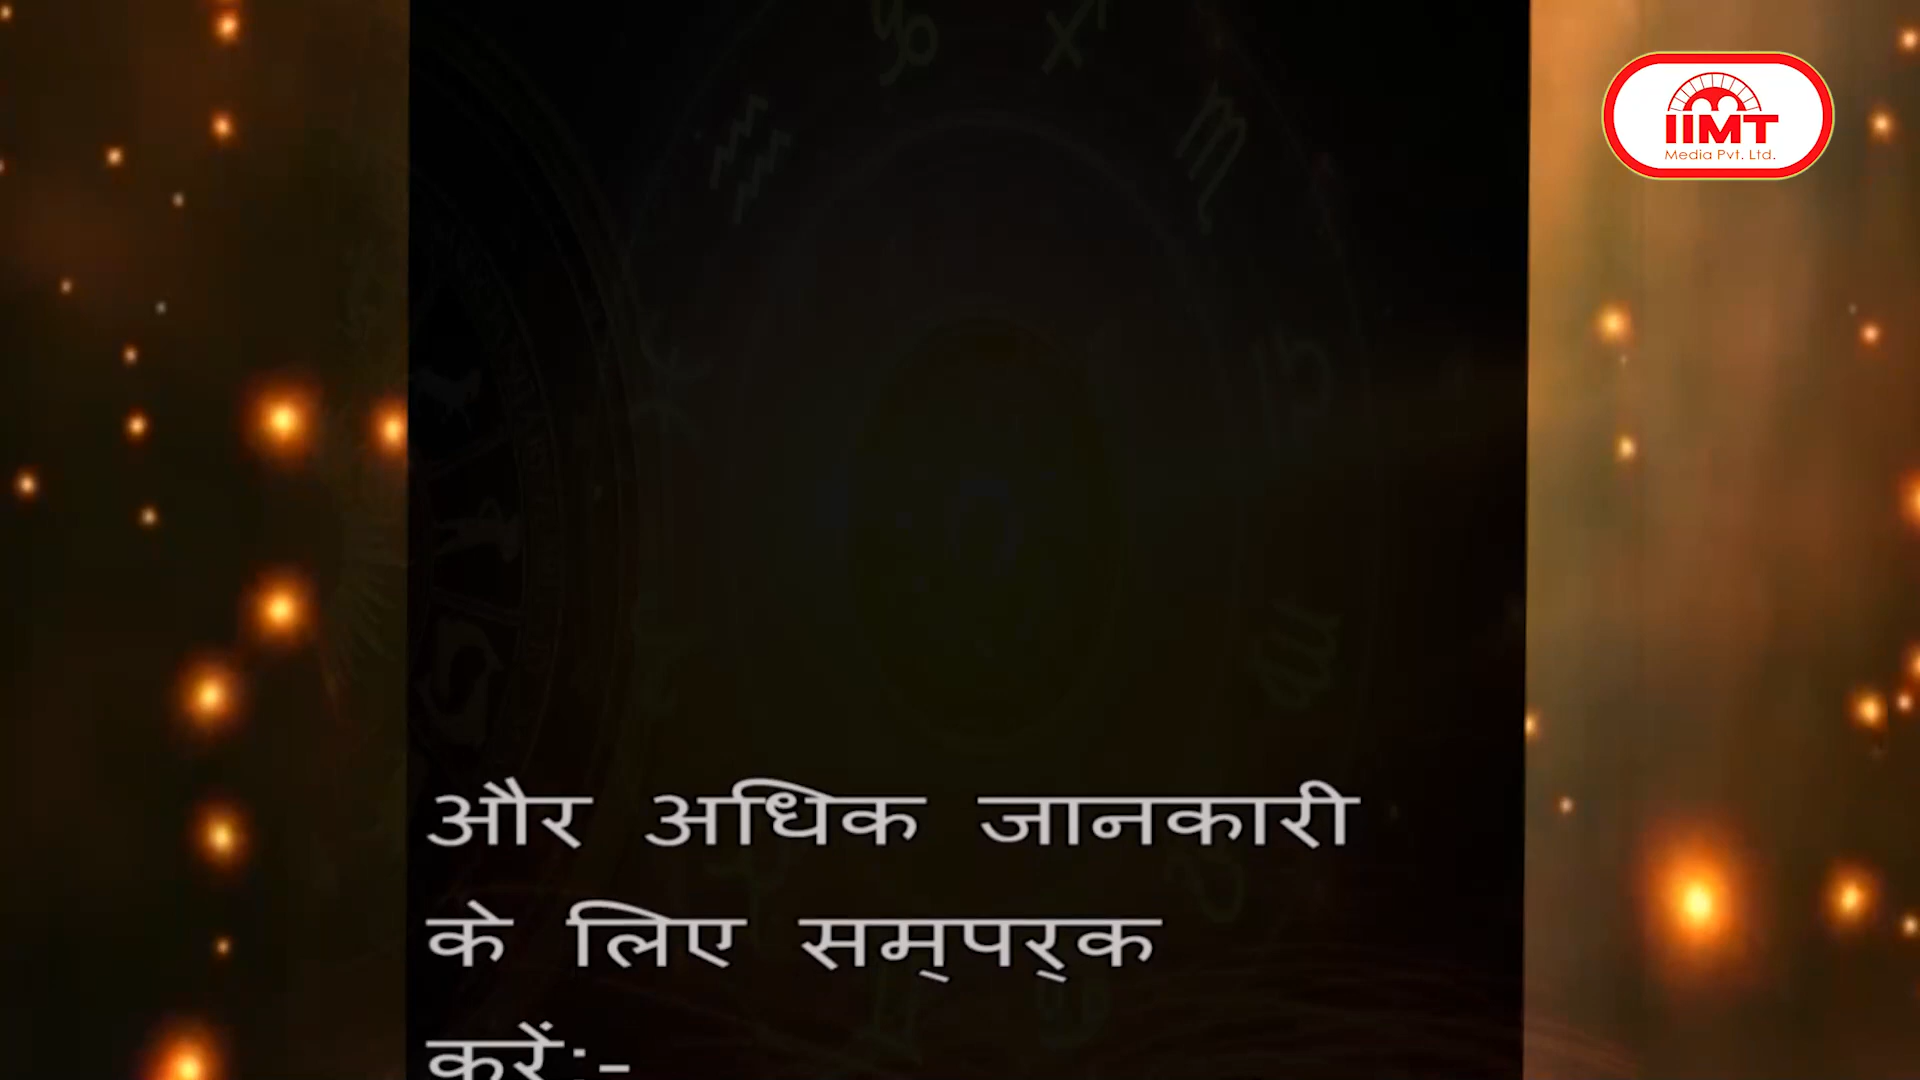 IIMT
Media Pvt. Ltd.
और अधिक जानकारी
के लिए सम्‌पर्‌क
करें:-